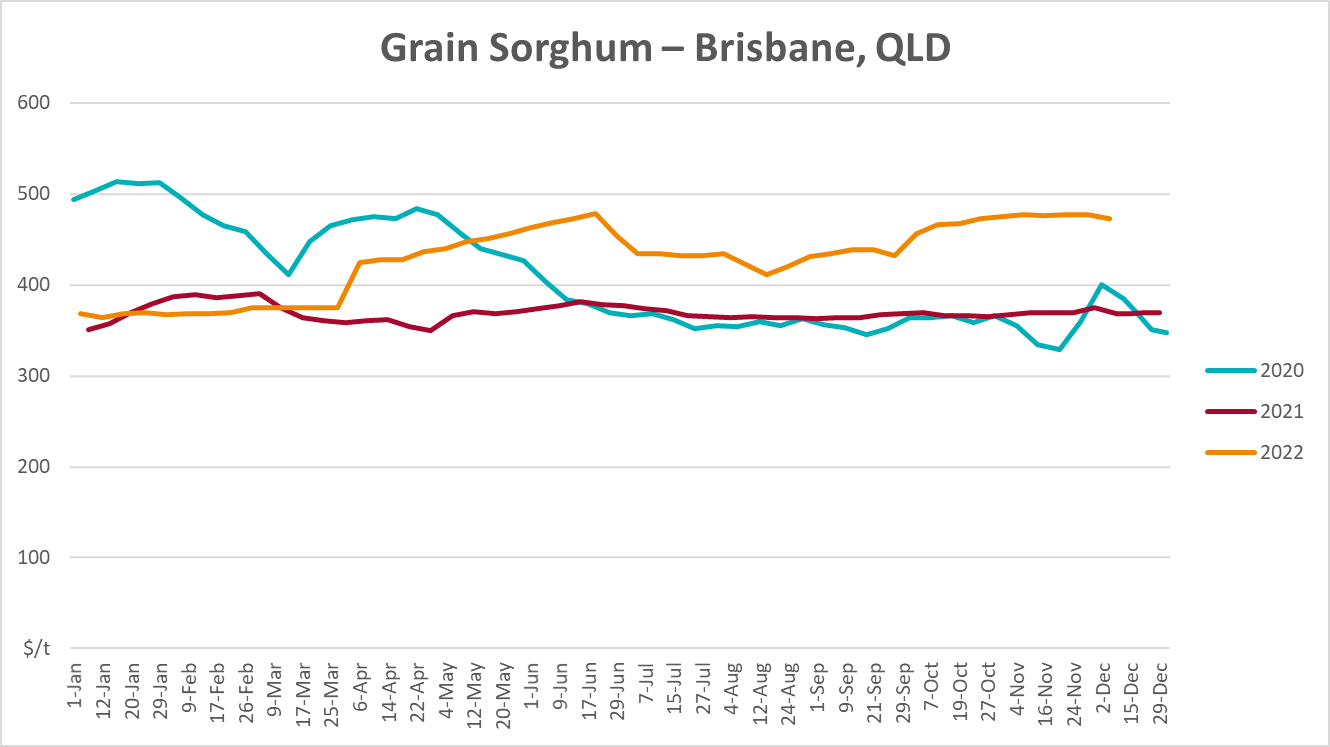 Grain Sorghum – Brisbane, QLD
600
500
400
300
200
100
$/t
1-Jan
12-Jan
20-Jan
29-Jan
9-Feb
17-Feb
26-Feb
9-Mar
17-Mar
25-Mar
6-Apr
14-Apr
22-Apr
4-May
12-May
20-May
1-Jun
9-Jun
17-Jun
29-Jun
7-Jul
15-Jul
27-Jul
4-Aug
12-Aug
24-Aug
1-Sep
9-Sep
21-Sep
29-Sep
7-Oct
19-Oct
27-Oct
4-Nov
16-Nov
24-Nov
2-Dec
15-Dec
29-Dec
2020
2021
2022